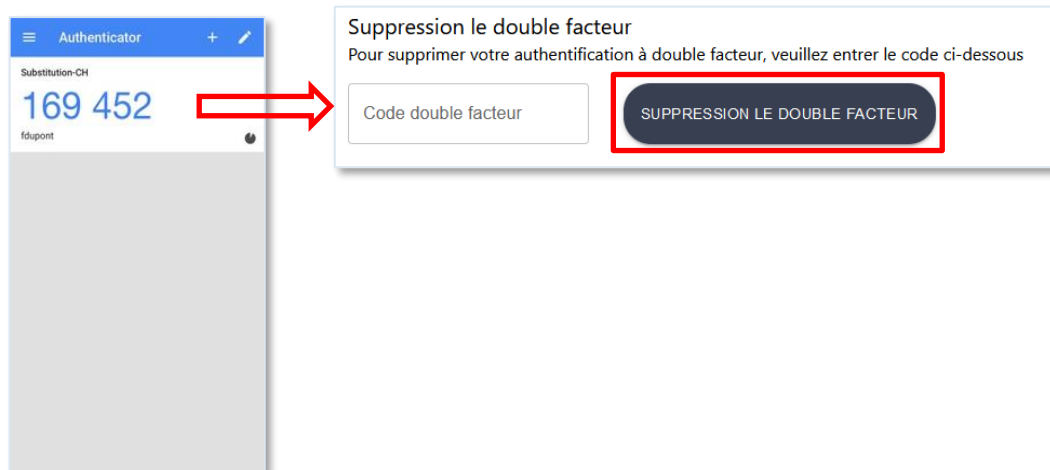 Authenticator
Substitution-CH
169 452
fdupont
Suppression le double facteur
Pour supprimer votre authentification à double facteur, veuillez entrer le code ci-dessous
Code double facteur
SUPPRESSION LE DOUBLE FACTEUR